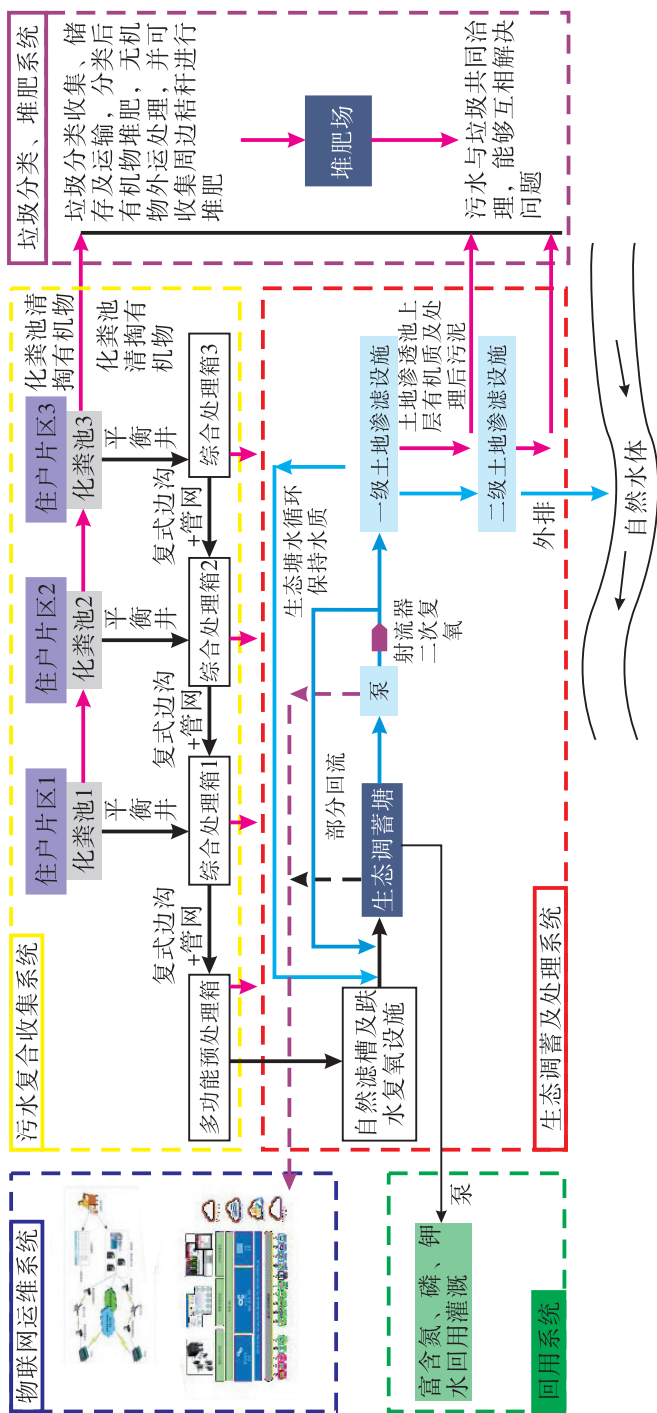 垃圾分类、堆肥系统
垃圾分类收集、储
存及运输，分类后
有机物堆肥，无机
物外运处理，并可
收集周边秸秆进行
堆肥
堆肥场
污水与垃圾共同治
理，能够互相解决
问题
污水复合收集系统
住户片区1
化粪池1
住户片区2
化粪池2
住户片区3
化粪池3
化粪池清
掏有机物
化粪池
清掏有
机物
平
衡
井
平
衡
井
平
衡
井
多功能预处理箱
复式边沟
+管网
综合处理箱1
复式边沟
+管网
综合处理箱2
复式边沟
+管网
综合处理箱3
生态调蓄及处理系统
自然滤槽及跌
水复氧设施
生态调蓄塘
部分回流
泵
射流器
二次复
氧
生态塘水循环
保持水质
一级土地渗滤设施
土地渗透池上
层有机质及处
理后污泥
二级土地渗滤设施
外排
自然水体
物联网运维系统
泵
富含氮、磷、钾
水回用灌溉
回用系统